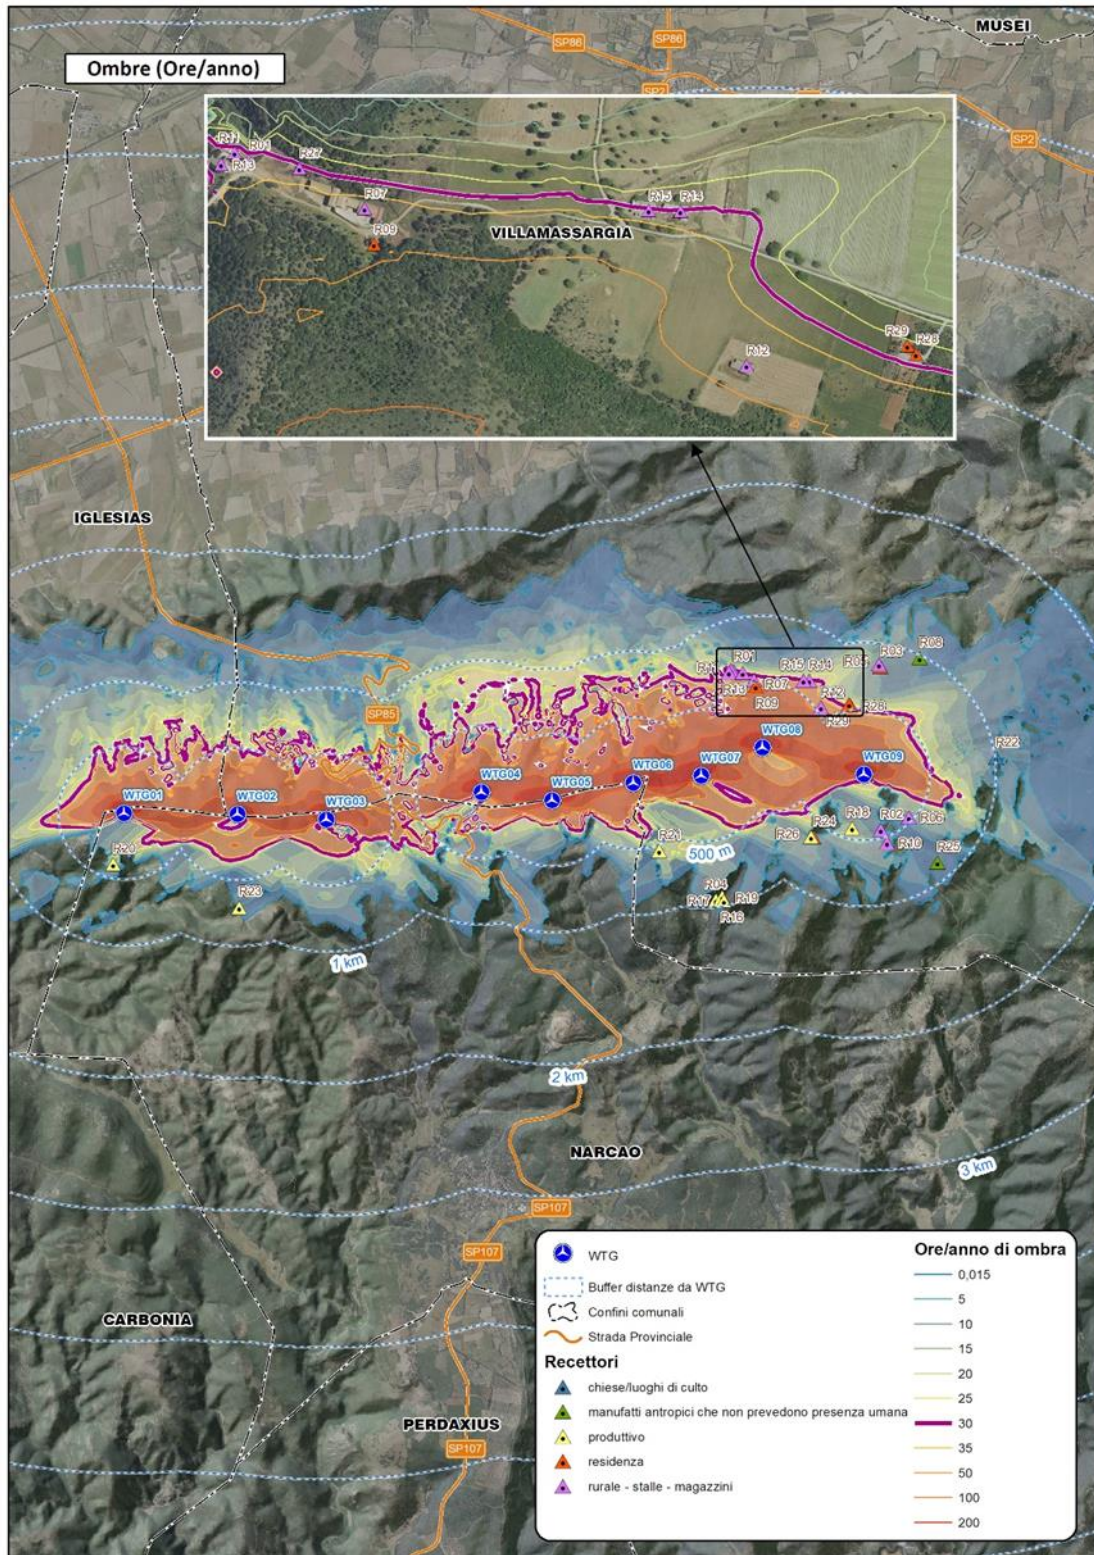 MUSEI
SP86
SP86
Ombre (Ore/anno)
SP2
SP2
R11
R01
R13
R27
R07
R09
R15
R14
VILLAMASSARGIA
R12
R29
R28
IGLESIAS
R01
R15
R14
R03
R08
R13
R07
R09
R12
R28
R29
SP85
R22
WTG08
WTG09
WTG07
WTG06
WTG04
WTG05
WTG01
WTG02
WTG03
R20
R23
R21
500 m
R26
R24
R18
R02
R06
R10
R25
R04
R17
R19
R16
1 km
2 km
NARCAO
3 km
SP107
SP107
CARBONIA
PERDAXIUS
SP107
WTG
Buffer distanze da WTG
Confini comunali
Strada Provinciale
Recettori
chiese/luoghi di culto
manufatti antropici che non prevedono presenza umana
produttivo
residenza
rurale - stalle - magazzini
Ore/anno di ombra
0,015
5
10
15
20
25
30
35
50
100
200